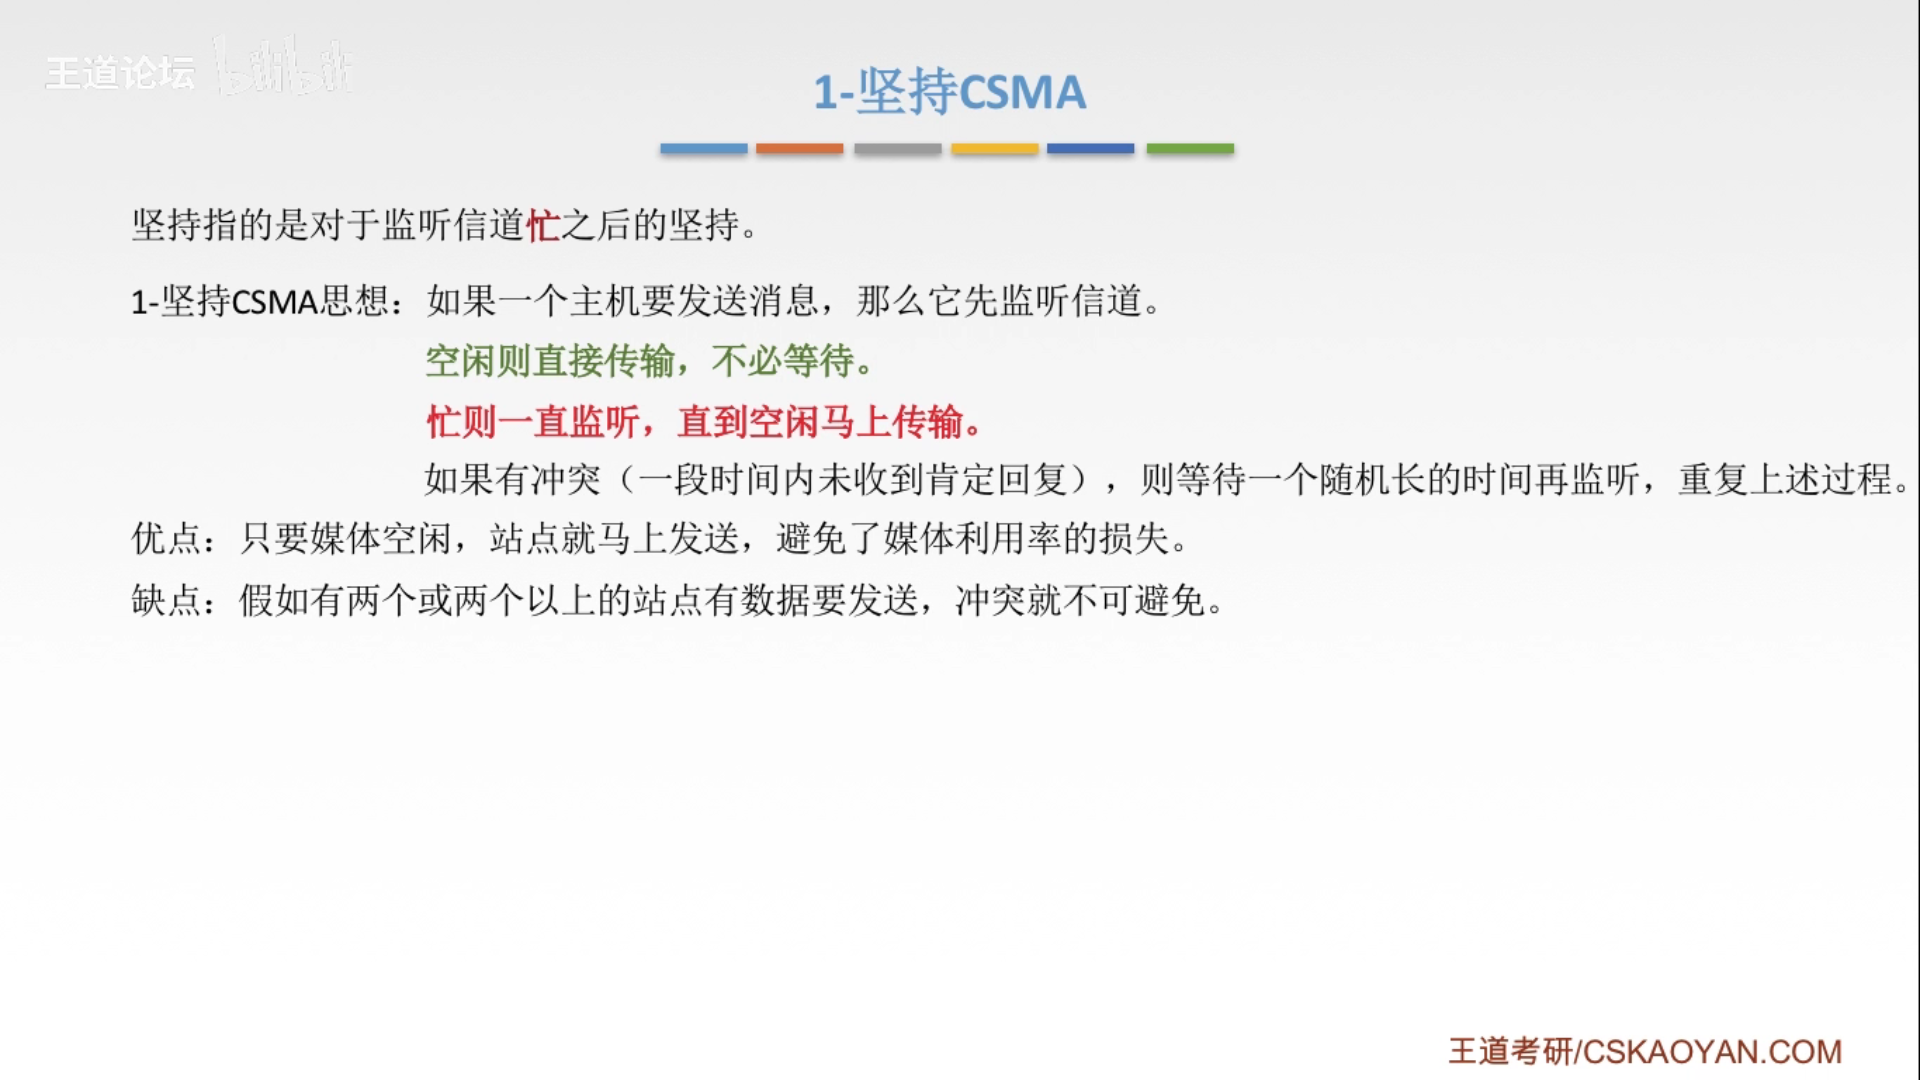 王道论坛 bilibili
1-坚持CSMA
坚持指的是对于监听信道忙之后的坚持。
1-坚持CSMA思想：如果一个主机要发送消息，那么它先监听信道。
空闲则直接传输，不必等待。
忙则一直监听，直到空闲马上传输。
如果有冲突（一段时间内未收到肯定回复），则等待一个随机长的时间再监听，重复上述过程。
优点：只要媒体空闲，站点就马上发送，避免了媒体利用率的损失。
缺点：假如有两个或两个以上的站点有数据要发送，冲突就不可避免。
王道考研/CSKAOYAN.COM